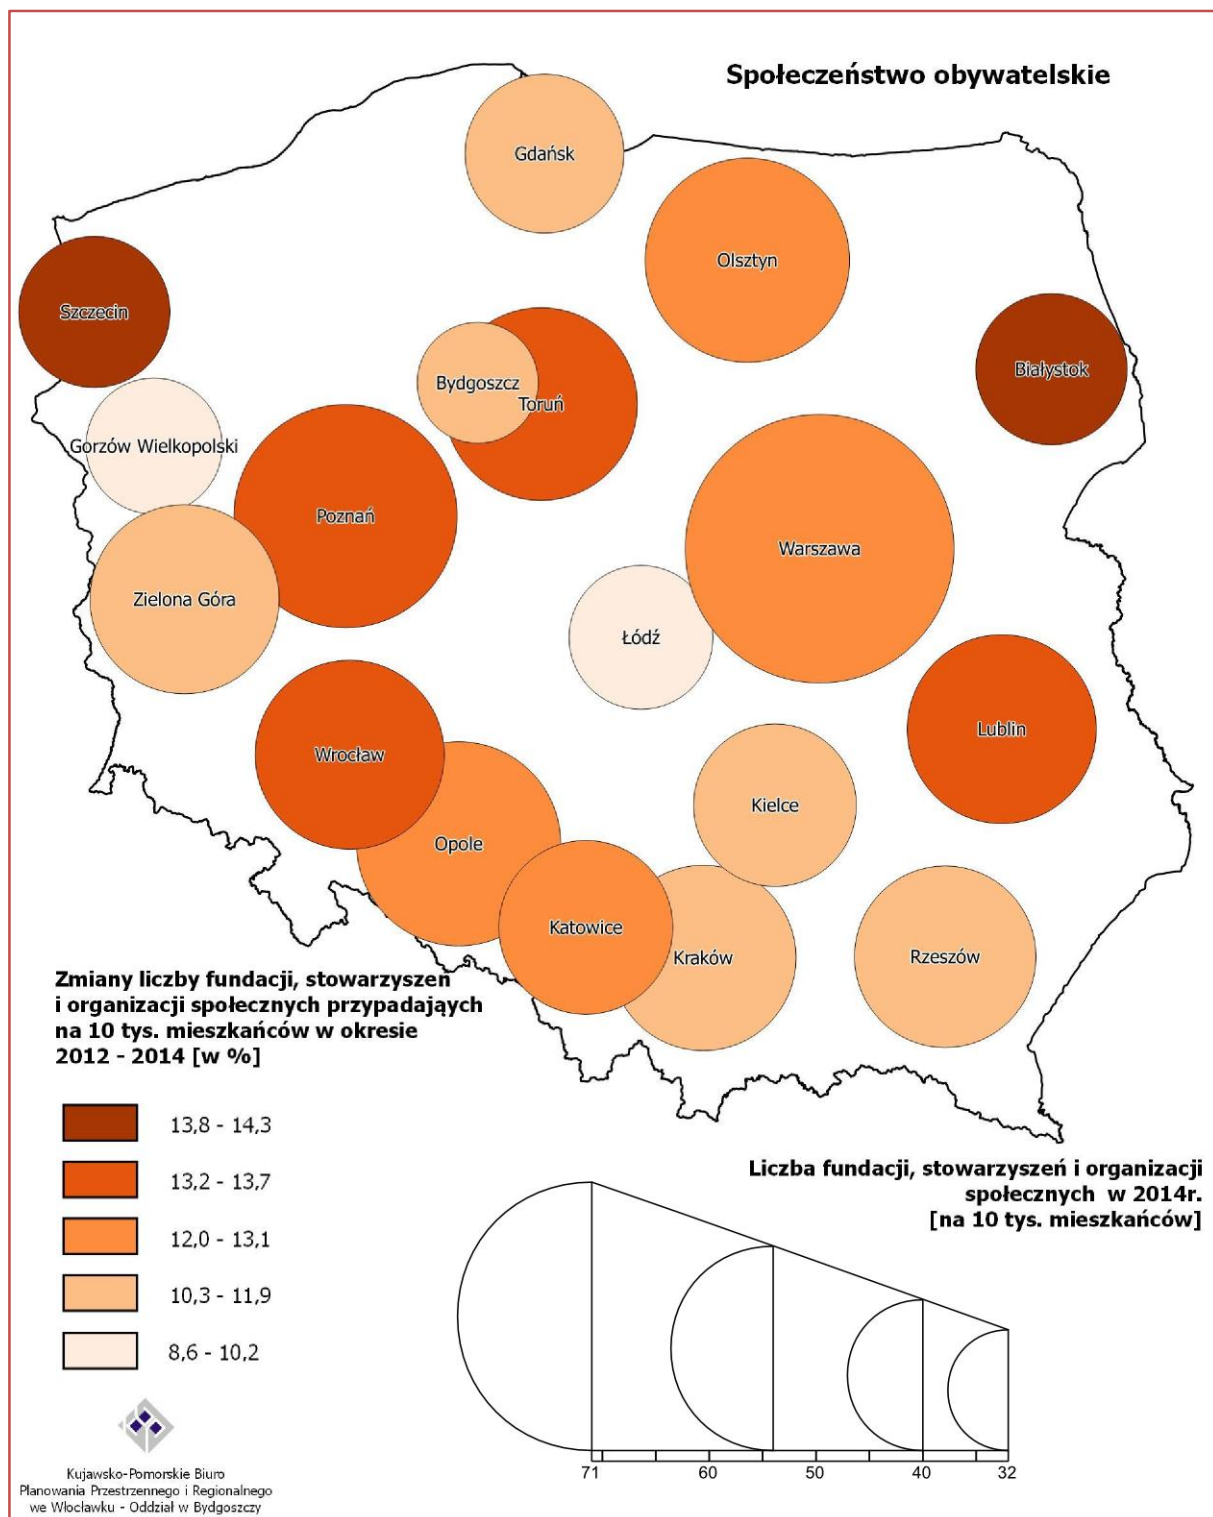 Społeczeństwo obywatelskie
Gdańsk
Olsztyn
Szczecin
Białystok
Bydgoszcz
Toruń
Gorzów Wielkopolski
Poznań
Warszawa
Zielona Góra
Łódź
Lublin
Wrocław
Kielce
Opole
Katowice
Kraków
Rzeszów
Zmiany liczby fundacji, stowarzyszeń
i organizacji społecznych przypadających
na 10 tys. mieszkańców w okresie
2012 - 2014 [w %]
13,8 - 14,3
13,2 - 13,7
12,0 - 13,1
10,3 - 11,9
8,6 - 10,2
Liczba fundacji, stowarzyszeń i organizacji
społecznych w 2014r.
[na 10 tys. mieszkańców]
71 60 50 40 32
Kujawsko-Pomorskie Biuro
Planowania Przestrzennego i Regionalnego
we Włocławku - Oddział w Bydgoszczy